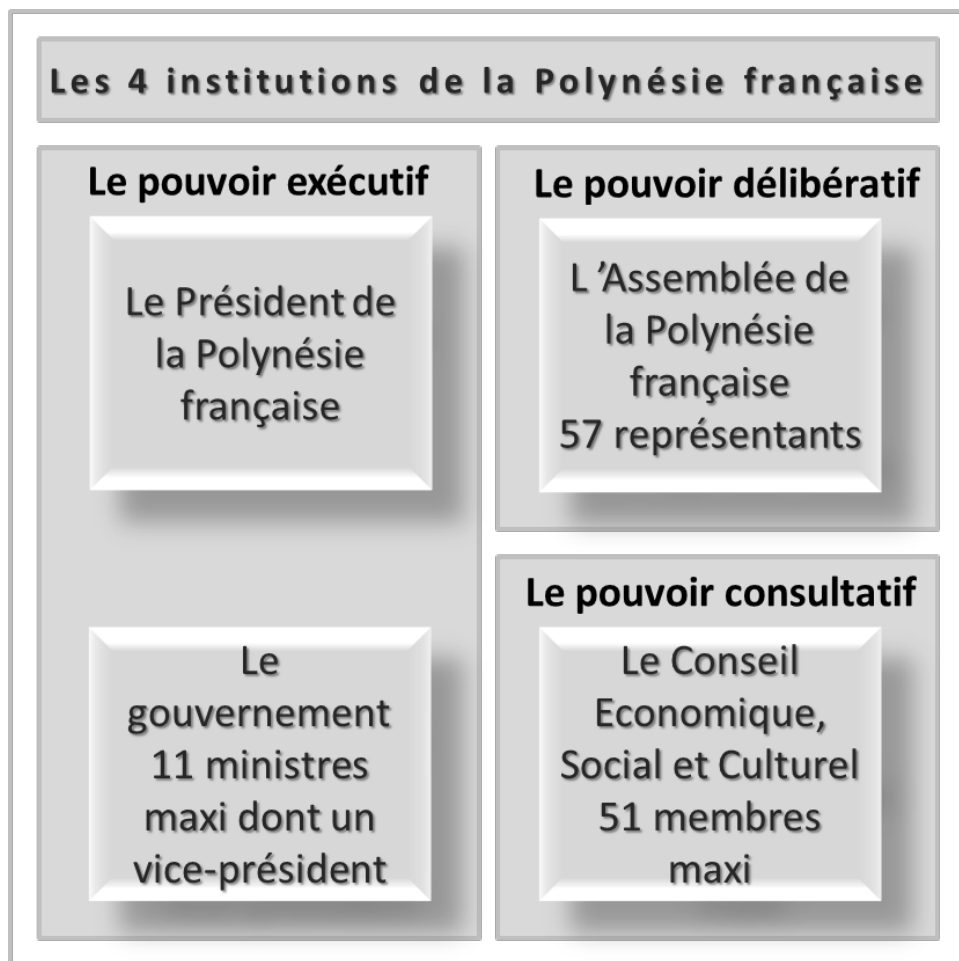 Les 4 institutions de la Polynésie française
Le pouvoir exécutif
Le Président de
la Polynésie
française
Le
gouvernement
11 ministres
maxi dont un
vice-président
Le pouvoir délibératif
L ’Assemblée de
la Polynésie
française
57 représentants
Le pouvoir consultatif
Le Conseil
Economique,
Social et Culturel
51 membres
maxi